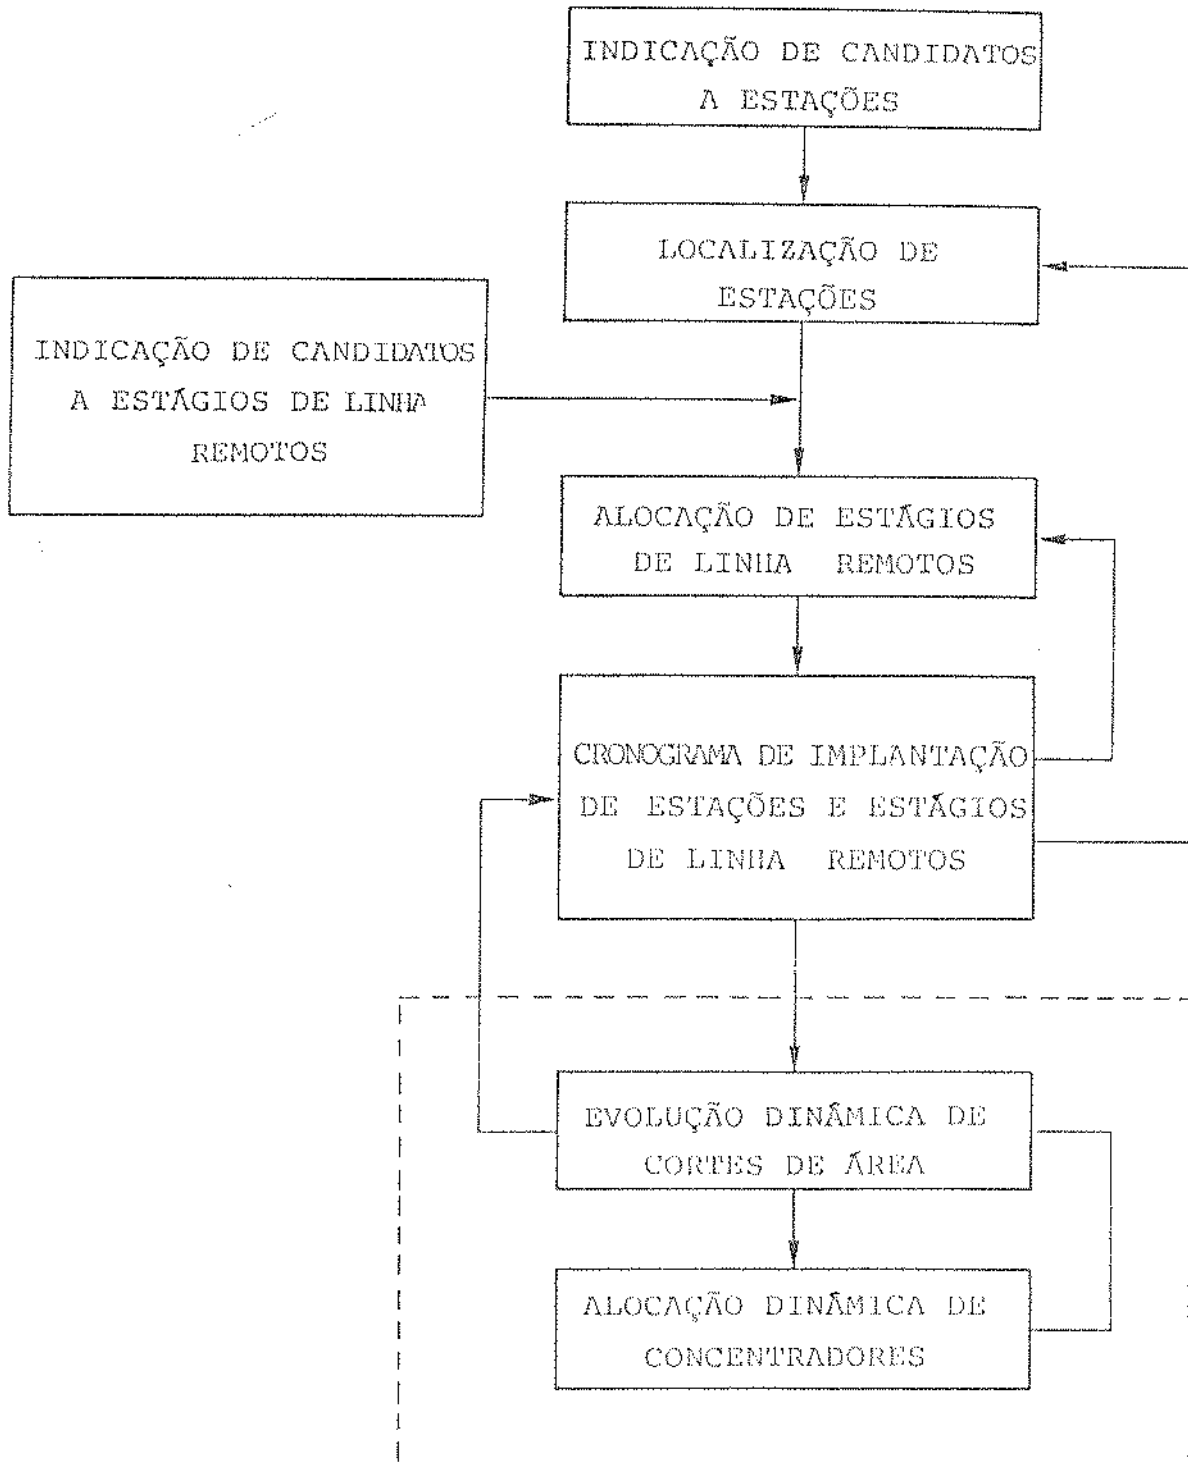 INDICAÇÃO DE CANDIDATOS
A ESTAÇÕES
LOCALIZAÇÃO DE
ESTAÇÕES
INDICAÇÃO DE CANDIDATOS
A ESTÁGIOS DE LINHA
REMOTOS
ALOCAÇÃO DE ESTÁGIOS
DE LINHA REMOTOS
CRONOGRAMA DE IMPLANTAÇÃO
DE ESTAÇÕES E ESTÁGIOS
DE LINHA REMOTOS
EVOLUÇÃO DINÂMICA DE
CORTES DE ÁREA
ALOCAÇÃO DINÂMICA DE
CONCENTRADORES